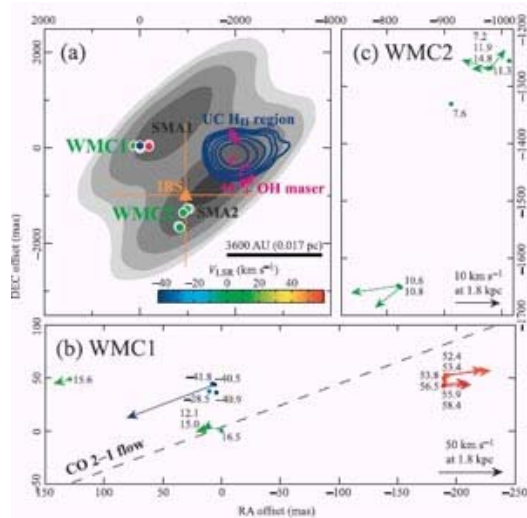 2000 0 -2000 -4000
2000
0
-2000
DEC offset (mas)
(a)
SMA1
UC HII region
WMC1
IRS
OH maser
WMC2
SMA2
3600 AU (0.017 pc)
VLSR (km s−1)
-40 -20 0 20 40 60
-800 -900 -1000
-1200
-1300
-1400
-1500
-1600
-1700
(c) WMC2
7.2
11.9
14.8
11.3
7.6
10.6
10.8
10 km s−1
at 1.8 kpc
100
50
0
-50
(b) WMC1
15.6
-41.8
-40.5
-28.5
-40.9
12.1
15.0
16.5
52.4
53.4
53.8
56.5
55.9
58.4
CO 2−1 flow
50 km s−1
at 1.8 kpc
150 100 50 0 -50 -100 -150 -200 -250
RA offset (mas)